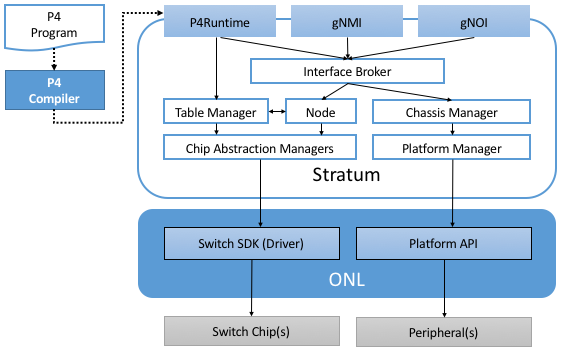 P4
Program
P4
Compiler
P4Runtime
gNMI
gNOI
Interface Broker
Table Manager
Node
Chassis Manager
Chip Abstraction Managers
Platform Manager
Stratum
Switch SDK (Driver)
Platform API
ONL
Switch Chip(s)
Peripheral(s)